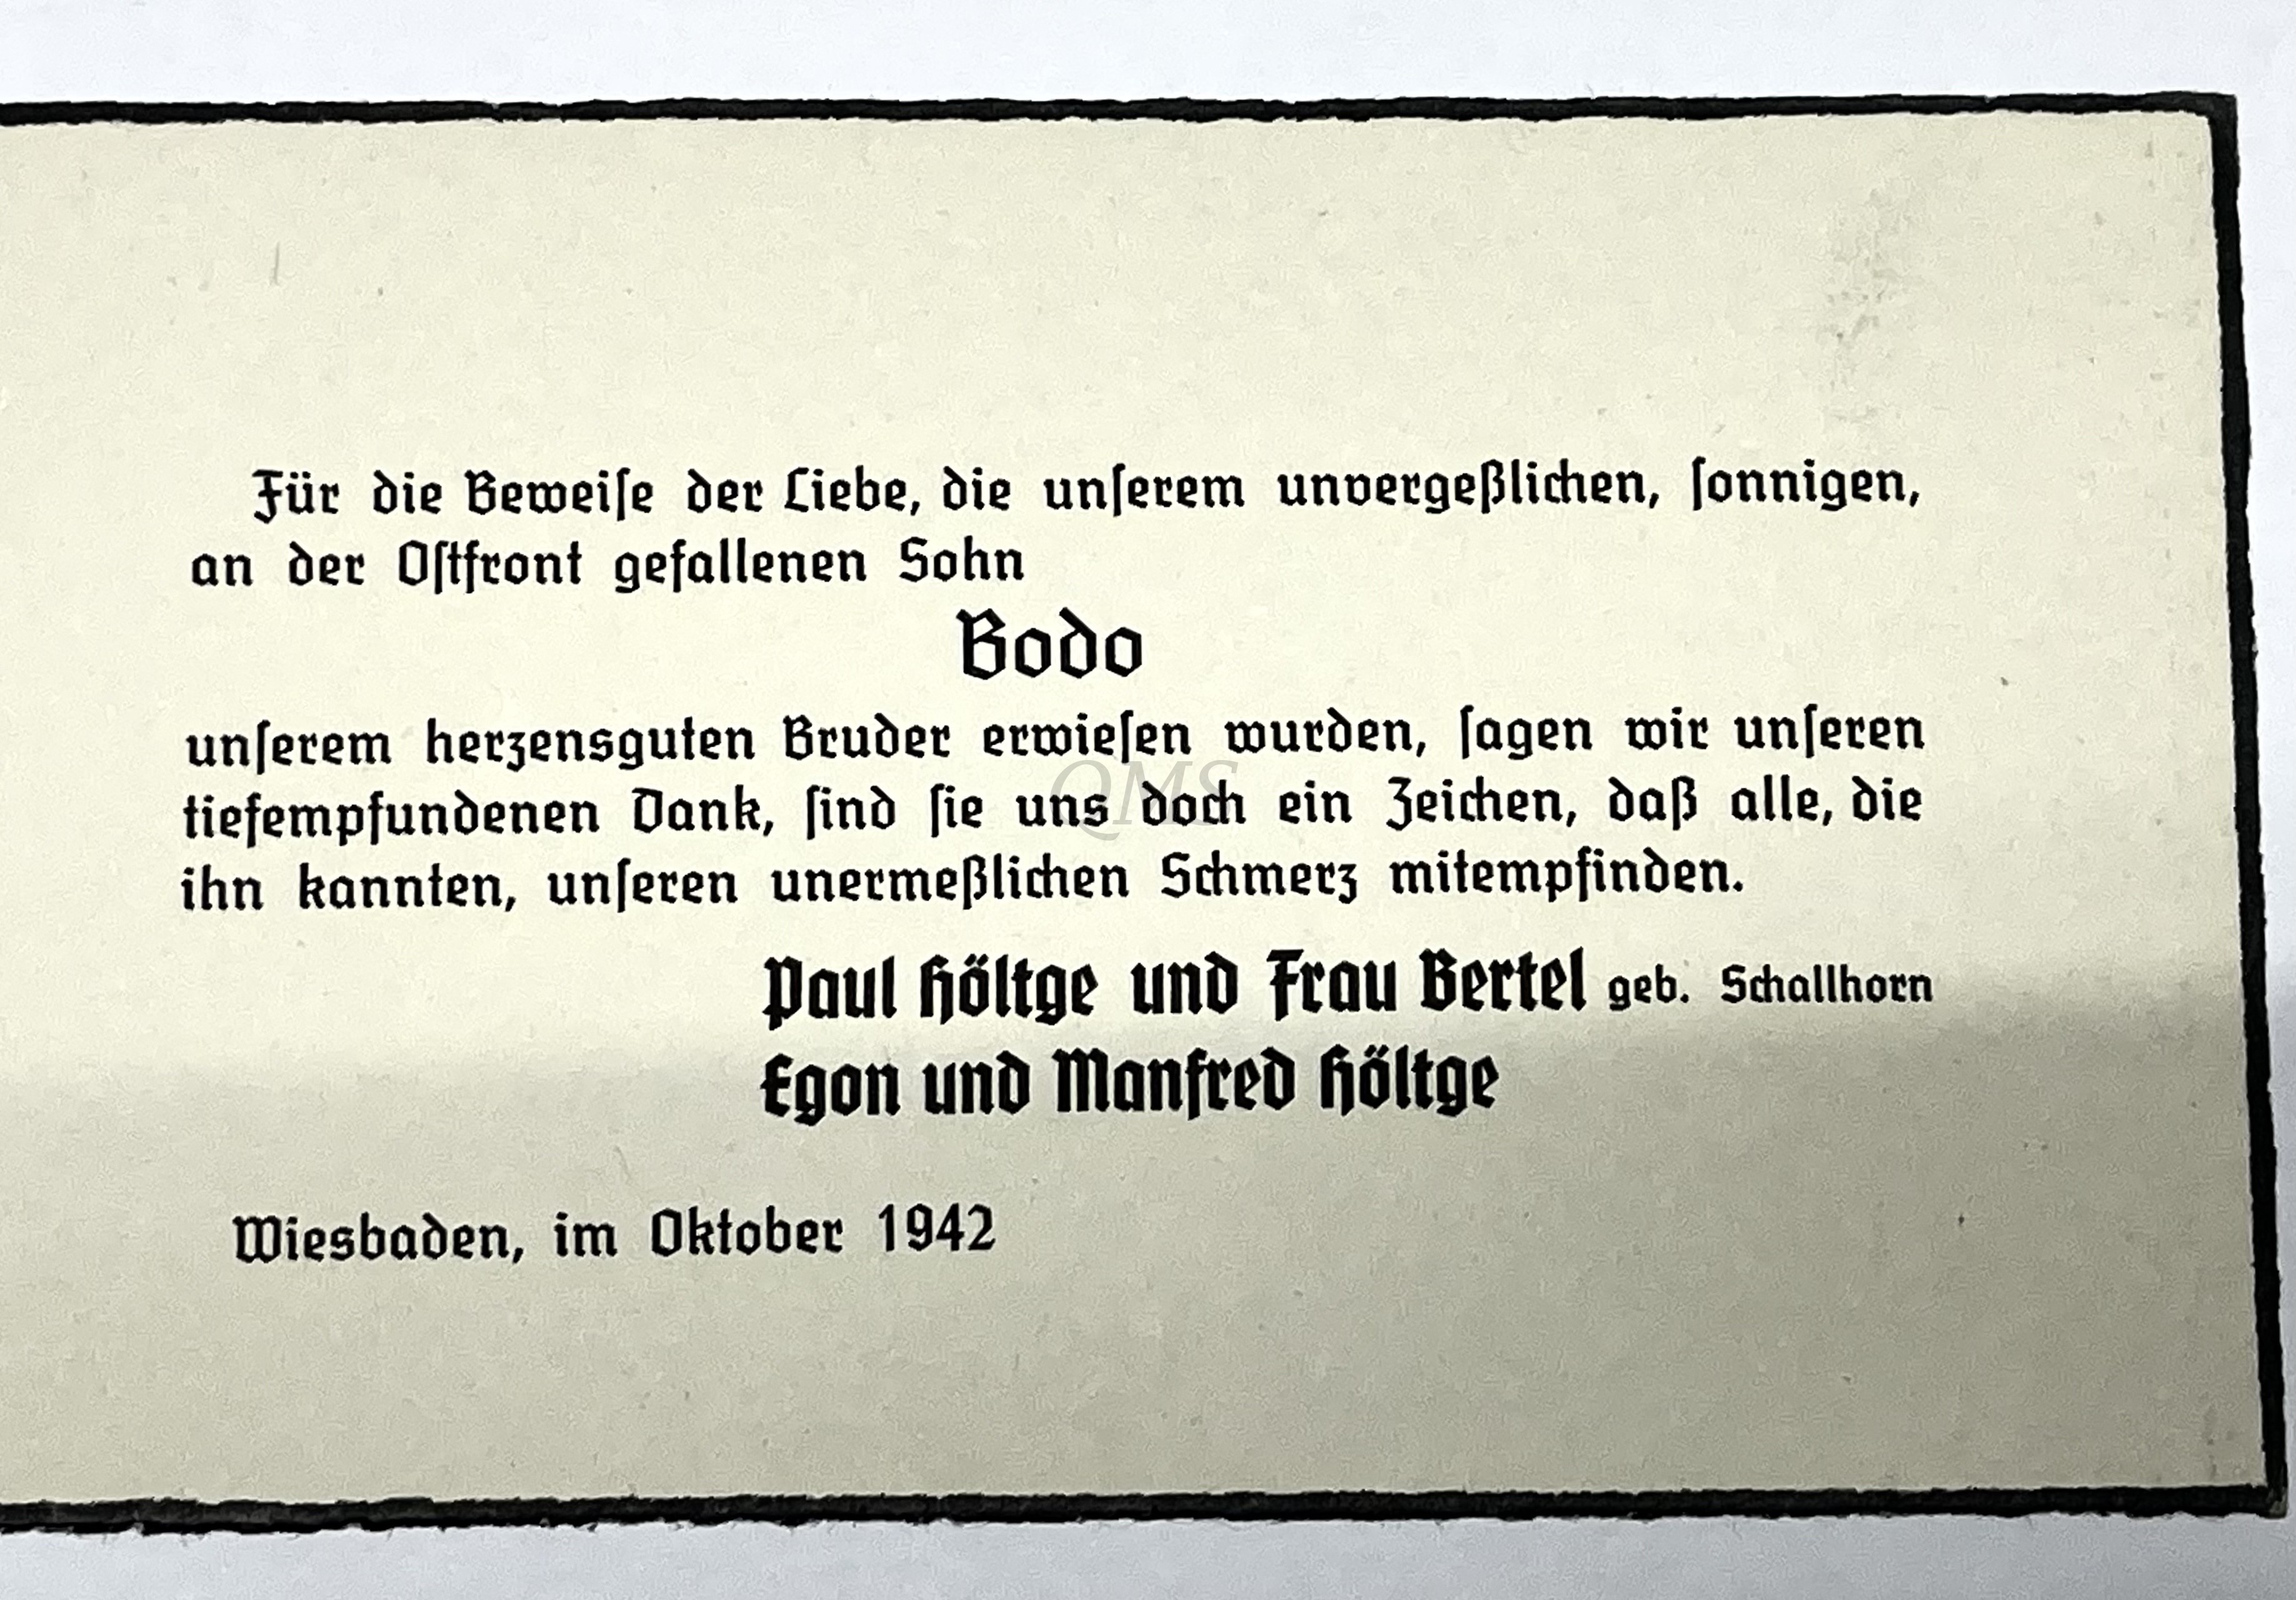 Für die Beweiſe der Liebe, die unſerem unvergeßlichen, ſonnigen,
an der Oſtfront gefallenen Sohn
Bodo
unſerem herzensguten Bruder erwieſen wurden, ſagen wir unſeren
tiefempfundenen Dank, ſind ſie uns doch ein Zeichen, daß alle, die
ihn kannten, unſeren unermeßlichen Schmerz mitempfinden.
Paul Höltge und Frau Bertel geb. Schallhorn
Egon und Manfred Höltge
Wiesbaden, im Oktober 1942
QMS